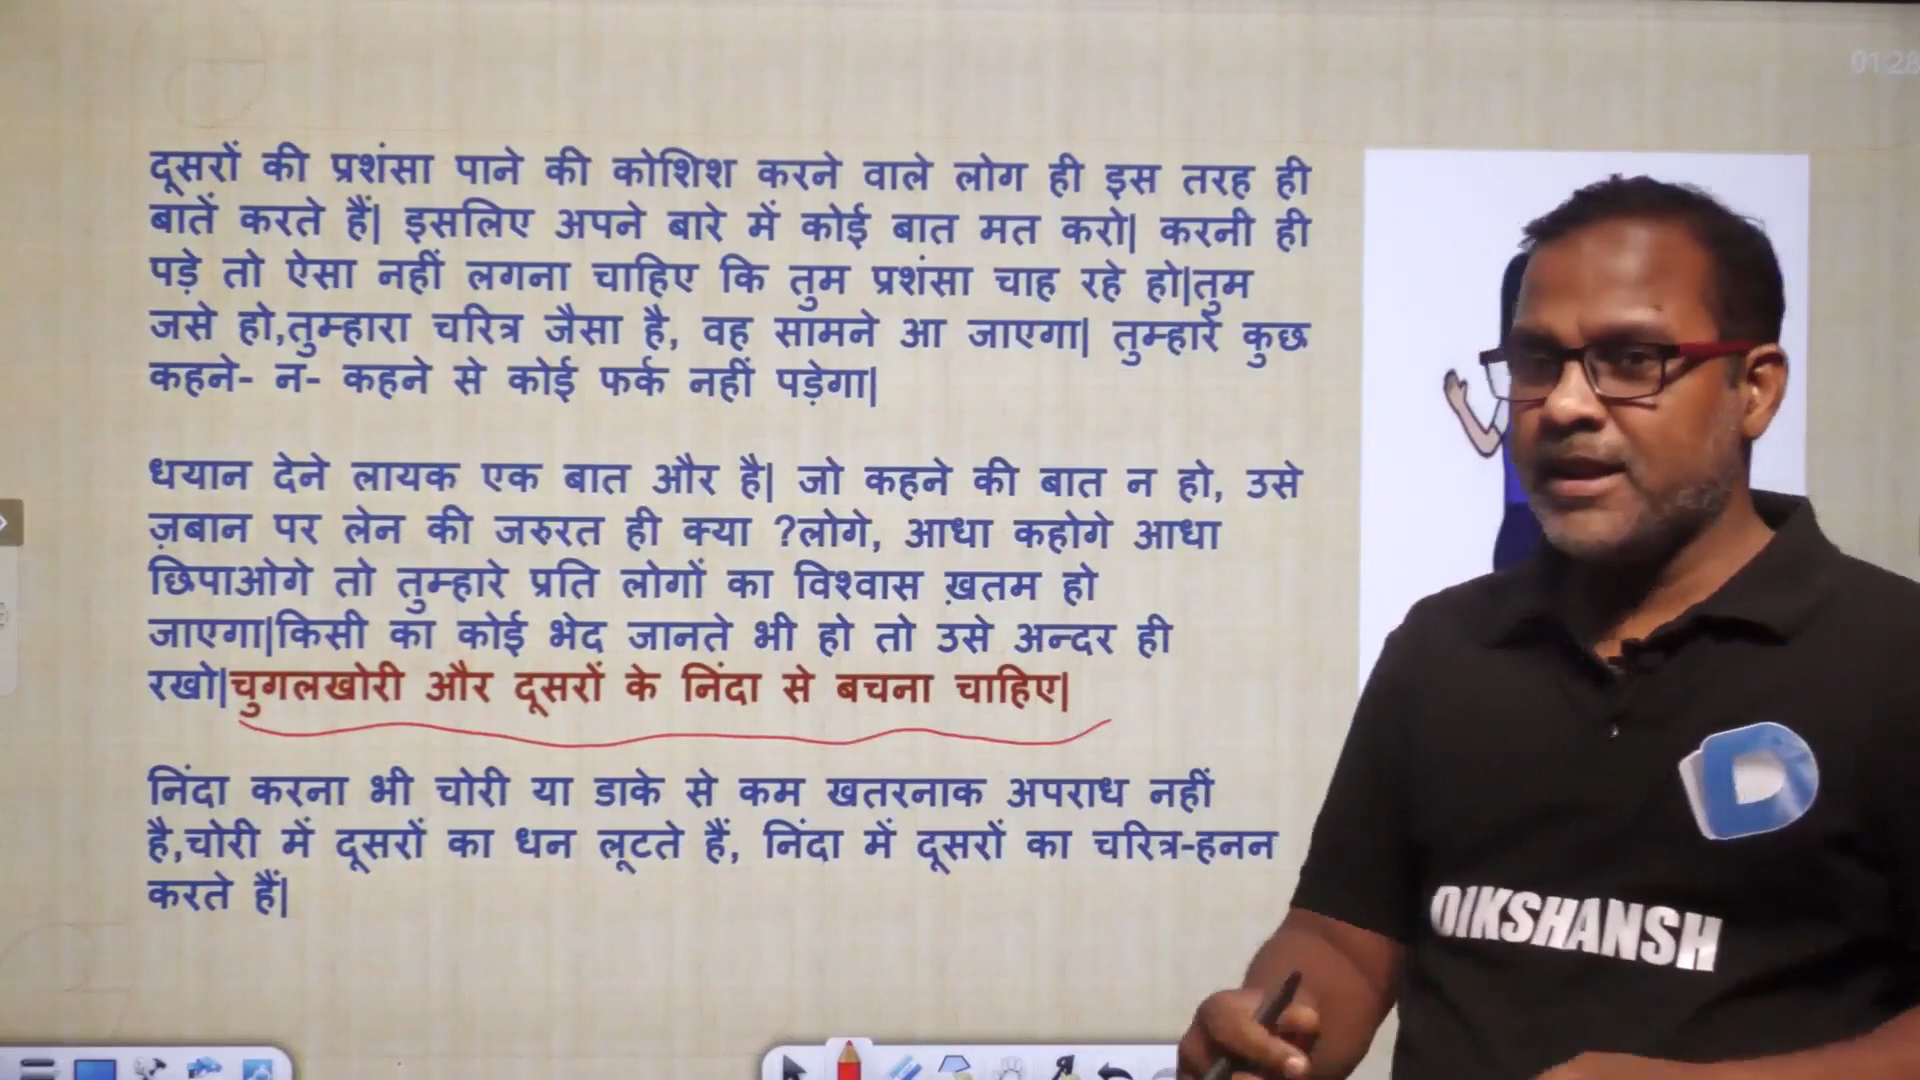 01:28
दूसरों की प्रशंसा पाने की कोशिश करने वाले लोग ही इस तरह ही
बातें करते हैं| इसलिए अपने बारे में कोई बात मत करो| करनी ही
पड़े तो ऐसा नहीं लगना चाहिए कि तुम प्रशंसा चाह रहे हो|तुम
जसे हो,तुम्हारा चरित्र जैसा है, वह सामने आ जाएगा| तुम्हारे कुछ
कहने- न- कहने से कोई फर्क नहीं पड़ेगा|
धयान देने लायक एक बात और है| जो कहने की बात न हो, उसे
ज़बान पर लेन की जरुरत ही क्या ?लोगे, आधा कहोगे आधा
छिपाओगे तो तुम्हारे प्रति लोगों का विश्वास ख़तम हो
जाएगा|किसी का कोई भेद जानते भी हो तो उसे अन्दर ही
रखो|चुगलखोरी और दूसरों के निंदा से बचना चाहिए|
निंदा करना भी चोरी या डाके से कम खतरनाक अपराध नहीं
है,चोरी में दूसरों का धन लूटते हैं, निंदा में दूसरों का चरित्र-हनन
करते हैं|
D
DIKSHANSH